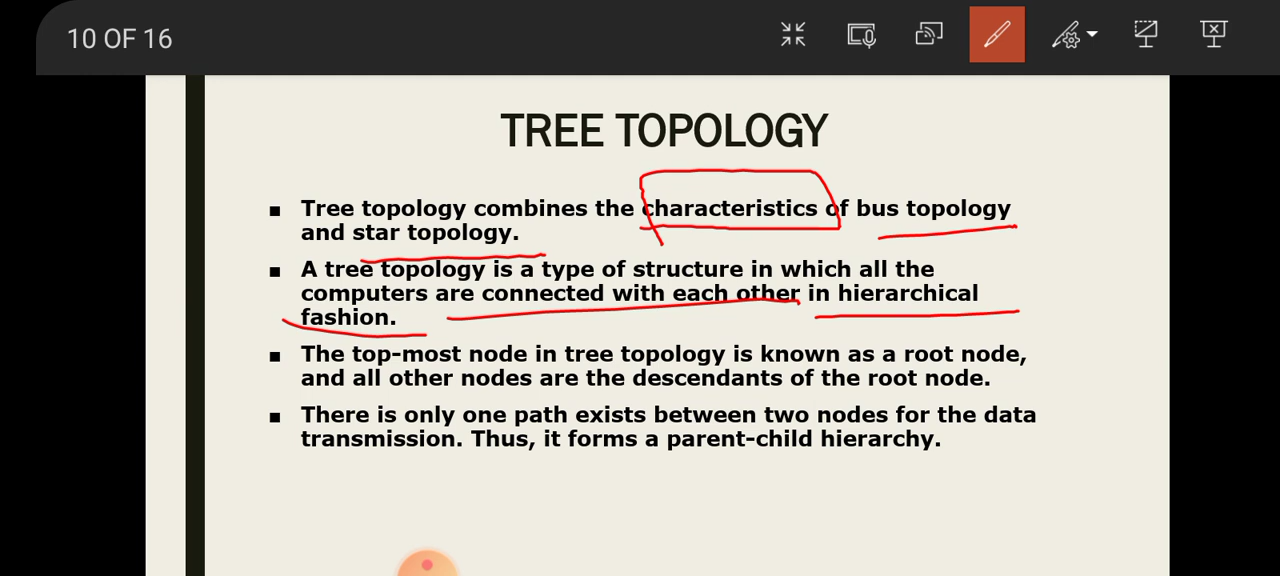 10 OF 16
TREE TOPOLOGY
▪ Tree topology combines the characteristics of bus topology
and star topology.
▪ A tree topology is a type of structure in which all the
computers are connected with each other in hierarchical
fashion.
▪ The top-most node in tree topology is known as a root node,
and all other nodes are the descendants of the root node.
▪ There is only one path exists between two nodes for the data
transmission. Thus, it forms a parent-child hierarchy.